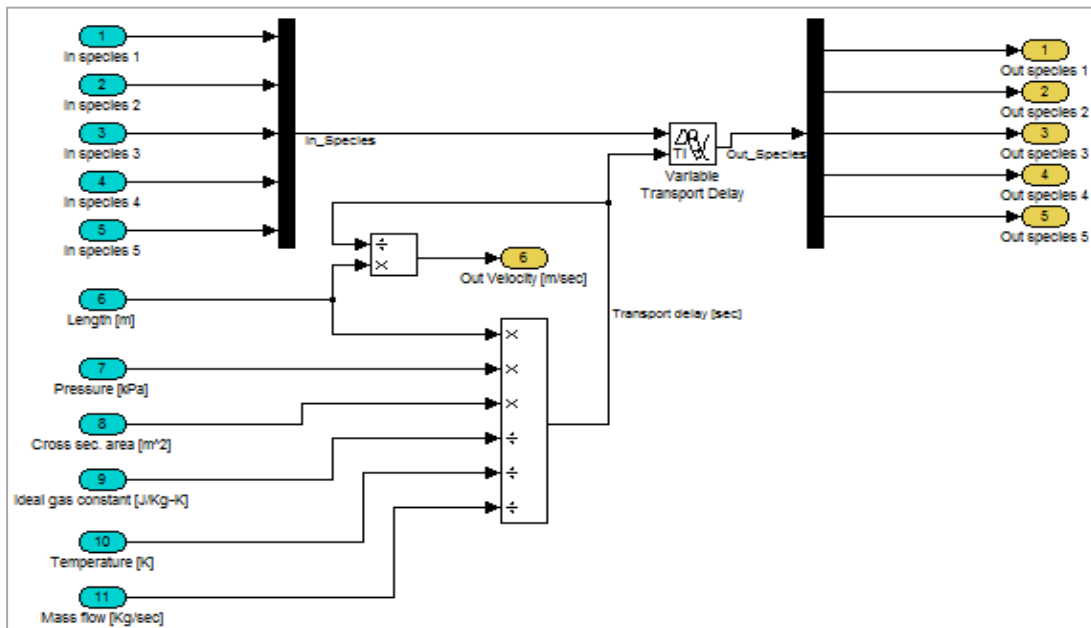 1
In species 1
2
In species 2
3
In species 3
4
In species 4
5
In species 5
6
Length [m]
7
Pressure [kPa]
8
Cross sec. area [m^2]
9
Ideal gas constant [J/Kg-K]
10
Temperature [K]
11
Mass flow [Kg/sec]
In_Species
÷
×
6
Out Velocity [m/sec]
×
×
×
÷
÷
÷
Transport delay [sec]
Ti
Variable
Transport Delay
Out_Species
1
Out species 1
2
Out species 2
3
Out species 3
4
Out species 4
5
Out species 5